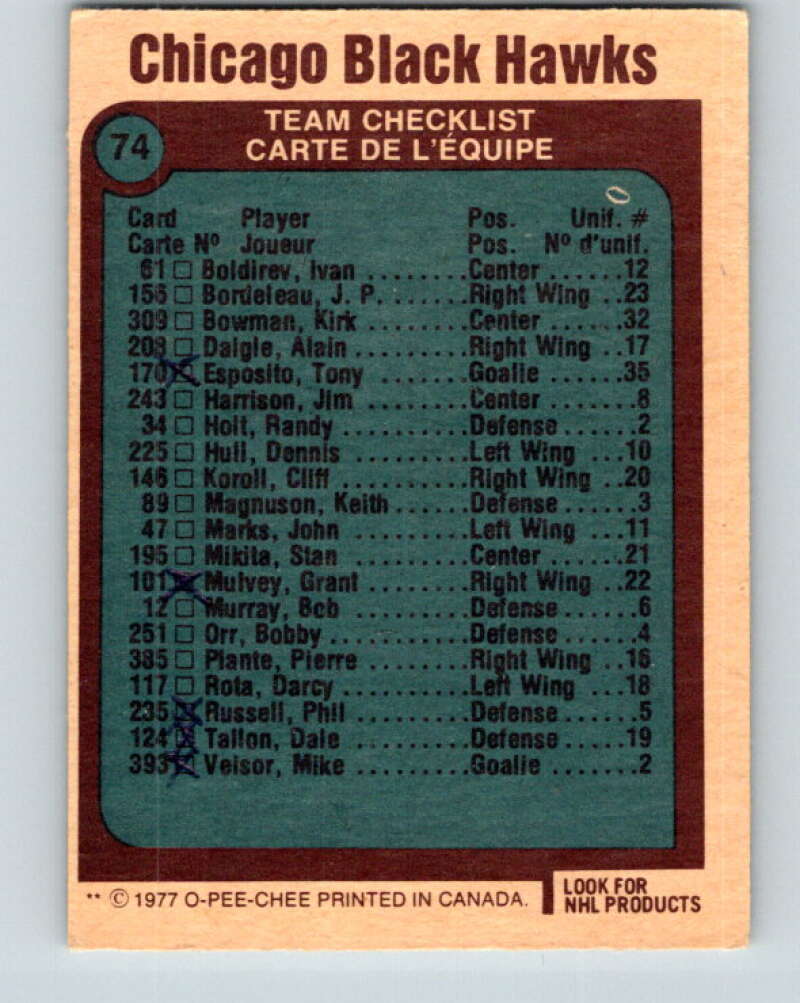 Chicago Black Hawks
74
TEAM CHECKLIST
CARTE DE L'ÉQUIPE
Card Player Pos. Unif. #
Carte Nº Joueur Pos. Nº d'unif.
61 □ Boldirev, Ivan ........Center ......12
156 □ Bordeleau, J. P. ......Right Wing ..23
309 □ Bowman, Kirk ........Center ......32
208 □ Daigle, Alain .........Right Wing ..17
170 □ Esposito, Tony .......Goalie ......35
243 □ Harrison, Jim ........Center .......8
34 □ Holt, Randy ..........Defense ......2
225 □ Hull, Dennis .........Left Wing ...10
146 □ Koroll, Cliff .........Right Wing ..20
89 □ Magnuson, Keith .....Defense ......3
47 □ Marks, John .........Left Wing ...11
195 □ Mikita, Stan .........Center .....21
101 □ Mulvey, Grant .......Right Wing ..22
12 □ Murray, Bob .........Defense ......6
251 □ Orr, Bobby ...........Defense ......4
385 □ Plante, Pierre ........Right Wing ..16
117 □ Rota, Darcy ..........Left Wing ...18
235 □ Russell, Phil .........Defense ......5
124 □ Tallon, Dale .........Defense .....19
393 □ Veisor, Mike .........Goalie .......2
** © 1977 O-PEE-CHEE PRINTED IN CANADA.
LOOK FOR
NHL PRODUCTS